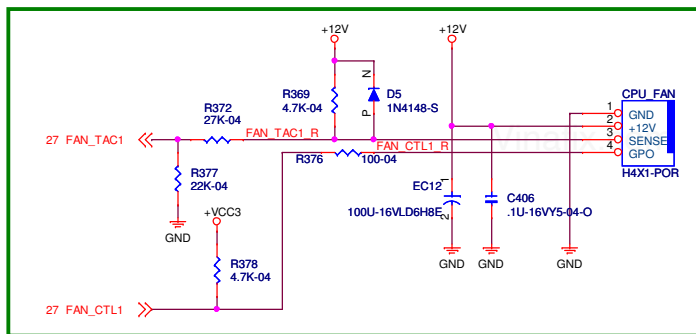 +12V
+12V
R369
4.7K-04
N
D5
1N4148-S
P
CPU_FAN
1 GND
2 +12V
3 SENSE
4 GPO
H4X1-POR
R372
27K-04
27 FAN_TAC1
FAN_TAC1_R
FAN_CTL1_R
R376
100-04
R377
22K-04
GND
+VCC3
EC12
1
100U-16VLD6H8E
2
C406
.1U-16VY5-04-O
GND
GND
GND
R378
4.7K-04
27 FAN_CTL1